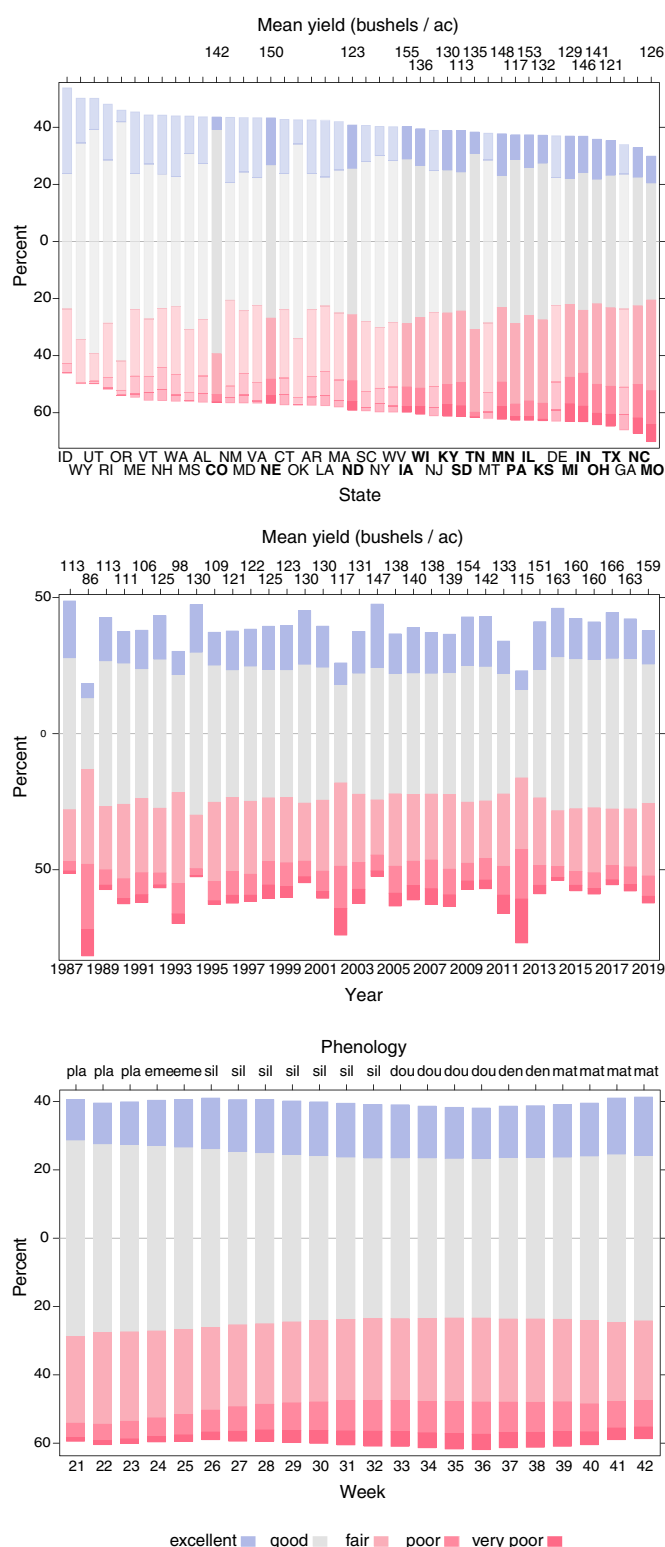 Mean yield (bushels / ac)
142 150 123 155 130 135 148 153 129 141 126
136 113 117 132 146 121
40
20
0
20
40
60
Percent
ID UT OR VT WA AL NM VA CT AR MA SC WV WI KY TN MN IL DE IN TX NC
WY RI ME NH MS CO MD NE OK LA ND NY IA NJ SD MT PA KS MI OH GA MO
State
Mean yield (bushels / ac)
113 113 106 98 109 122 123 130 131 138 138 154 133 151 160 166 159
86 111 125 130 121 125 130 117 147 140 139 142 115 163 160 163
50
0
50
Percent
1987 1989 1991 1993 1995 1997 1999 2001 2003 2005 2007 2009 2011 2013 2015 2017 2019
Year
Phenology
pla pla pla eme eme sil sil sil sil sil sil sil dou dou dou dou den den mat mat mat mat
40
20
0
20
40
60
Percent
21 22 23 24 25 26 27 28 29 30 31 32 33 34 35 36 37 38 39 40 41 42
Week
excellent good fair poor very poor